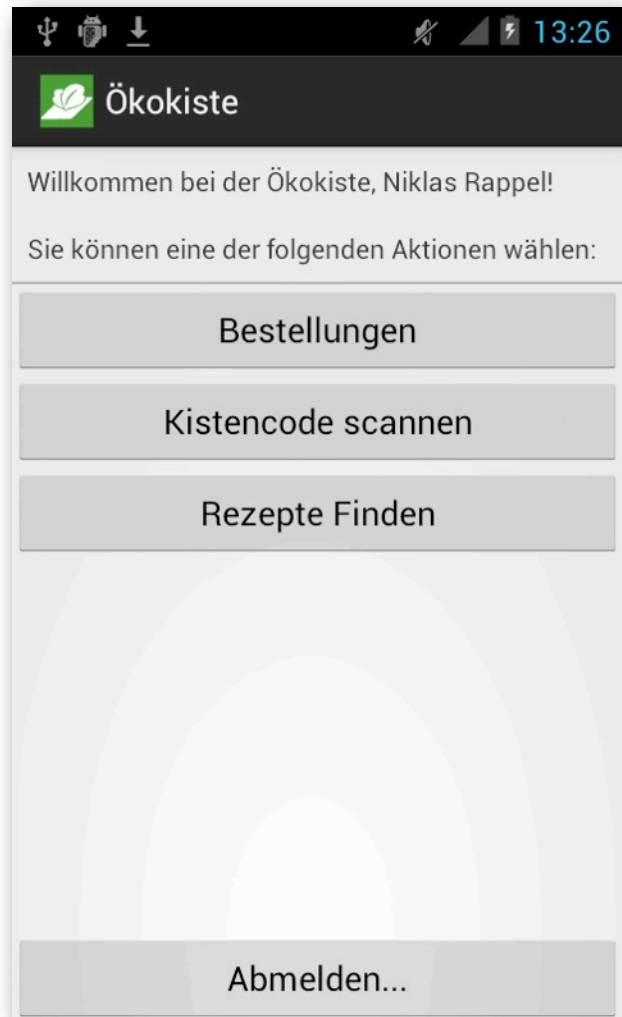 13:26
Ökokiste
Willkommen bei der Ökokiste, Niklas Rappel!
Sie können eine der folgenden Aktionen wählen:
Bestellungen
Kistencode scannen
Rezepte Finden
Abmelden...